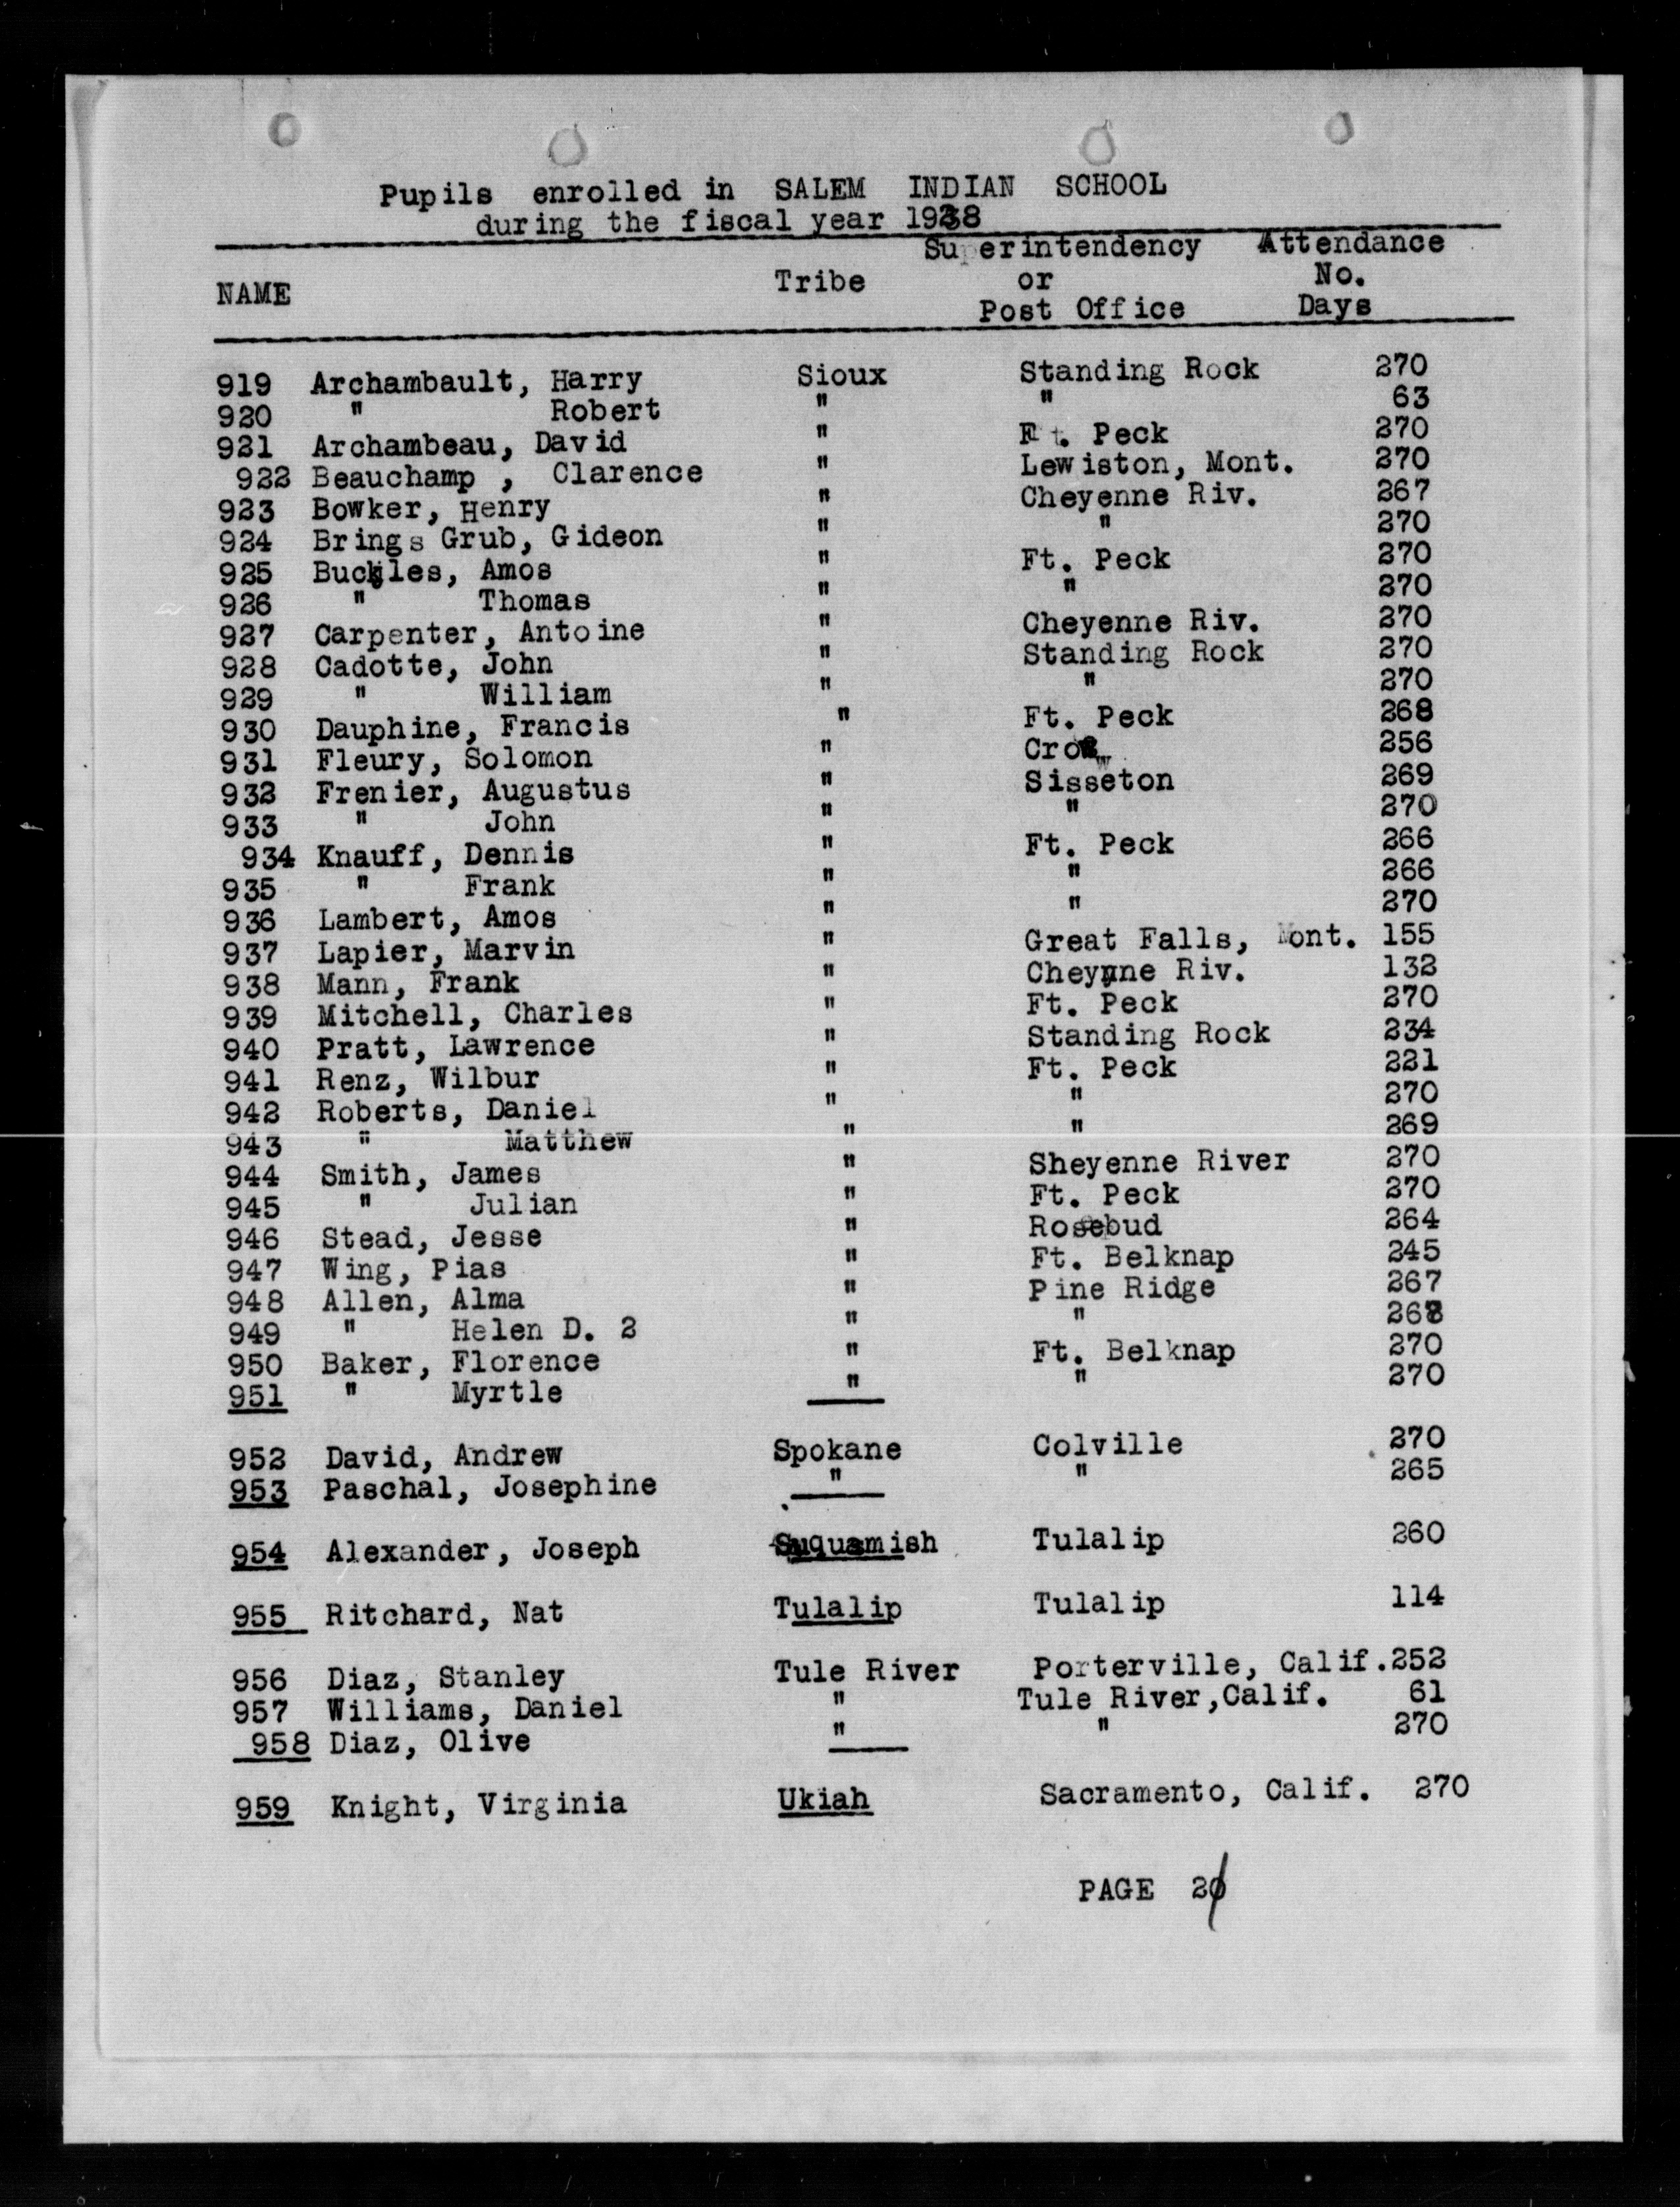 Pupils enrolled in SALEM INDIAN SCHOOL
during the fiscal year 1928
NAME Tribe Superintendency or Post Office Attendance No. Days
919 Archambault, Harry Sioux Standing Rock 270
920 " Robert " " 63
921 Archambeau, David " Ft. Peck 270
922 Beauchamp , Clarence " Lewiston, Mont. 270
923 Bowker, Henry " Cheyenne Riv. 267
924 Brings Grub, Gideon " " 270
925 Buckles, Amos " Ft. Peck 270
926 " Thomas " " 270
927 Carpenter, Antoine " Cheyenne Riv. 270
928 Cadotte, John " Standing Rock 270
929 " William " " 270
930 Dauphine, Francis " Ft. Peck 268
931 Fleury, Solomon " Crow 256
932 Frenier, Augustus " Sisseton 269
933 " John " " 270
934 Knauff, Dennis " Ft. Peck 266
935 " Frank " " 266
936 Lambert, Amos " " 270
937 Lapier, Marvin " Great Falls, Mont. 155
938 Mann, Frank " Cheynne Riv. 132
939 Mitchell, Charles " Ft. Peck 270
940 Pratt, Lawrence " Standing Rock 234
941 Renz, Wilbur " Ft. Peck 221
942 Roberts, Daniel " " 270
943 " Matthew " " 269
944 Smith, James " Sheyenne River 270
945 " Julian " Ft. Peck 270
946 Stead, Jesse " Rosebud 264
947 Wing, Pias " Ft. Belknap 245
948 Allen, Alma " Pine Ridge 267
949 " Helen D. 2 " "
950 Baker, Florence " Ft. Belknap 270
951 " Myrtle " " 270
952 David, Andrew Spokane Colville 270
953 Paschal, Josephine " " 265
954 Alexander, Joseph Suquamish Tulalip 260
955 Ritchard, Nat Tulalip Tulalip 114
956 Diaz, Stanley Tule River Porterville, Calif. 252
957 Williams, Daniel " Tule River, Calif. 61
958 Diaz, Olive " " 270
959 Knight, Virginia Ukiah Sacramento, Calif. 270
PAGE